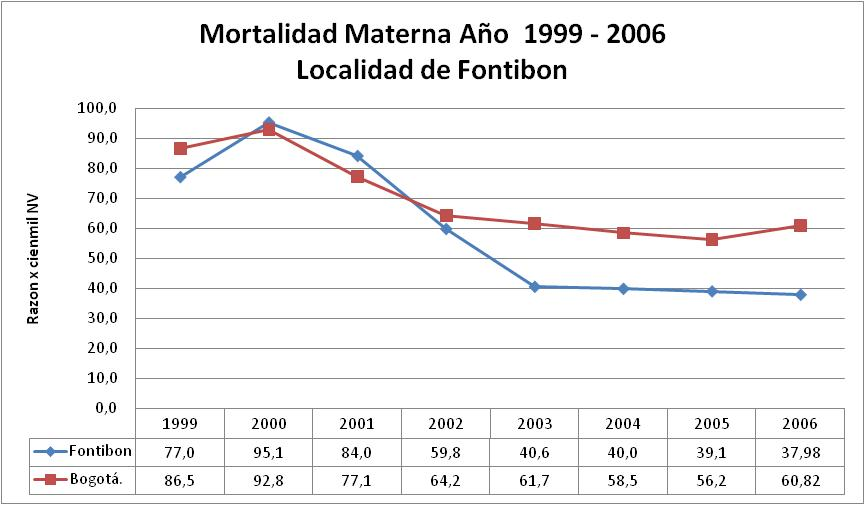 Mortalidad Materna Año  1999 - 2006
Localidad de Fontibon
Razon x cienmil NV
100,0
90,0
80,0
70,0
60,0
50,0
40,0
30,0
20,0
10,0
0,0
1999 2000 2001 2002 2003 2004 2005 2006
Fontibon 77,0 95,1 84,0 59,8 40,6 40,0 39,1 37,98
Bogotá. 86,5 92,8 77,1 64,2 61,7 58,5 56,2 60,82